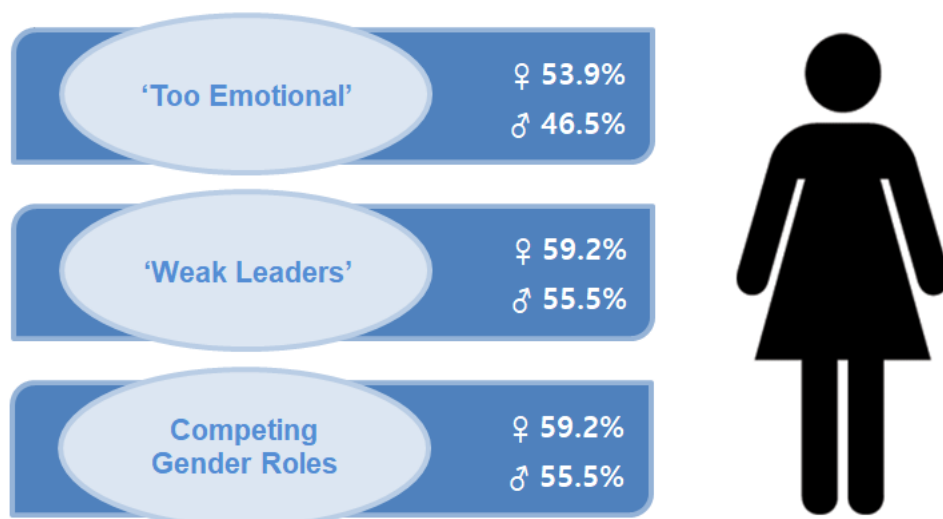 ‘Too Emotional’
♀ 53.9%
♂ 46.5%
‘Weak Leaders’
♀ 59.2%
♂ 55.5%
Competing
Gender Roles
♀ 59.2%
♂ 55.5%